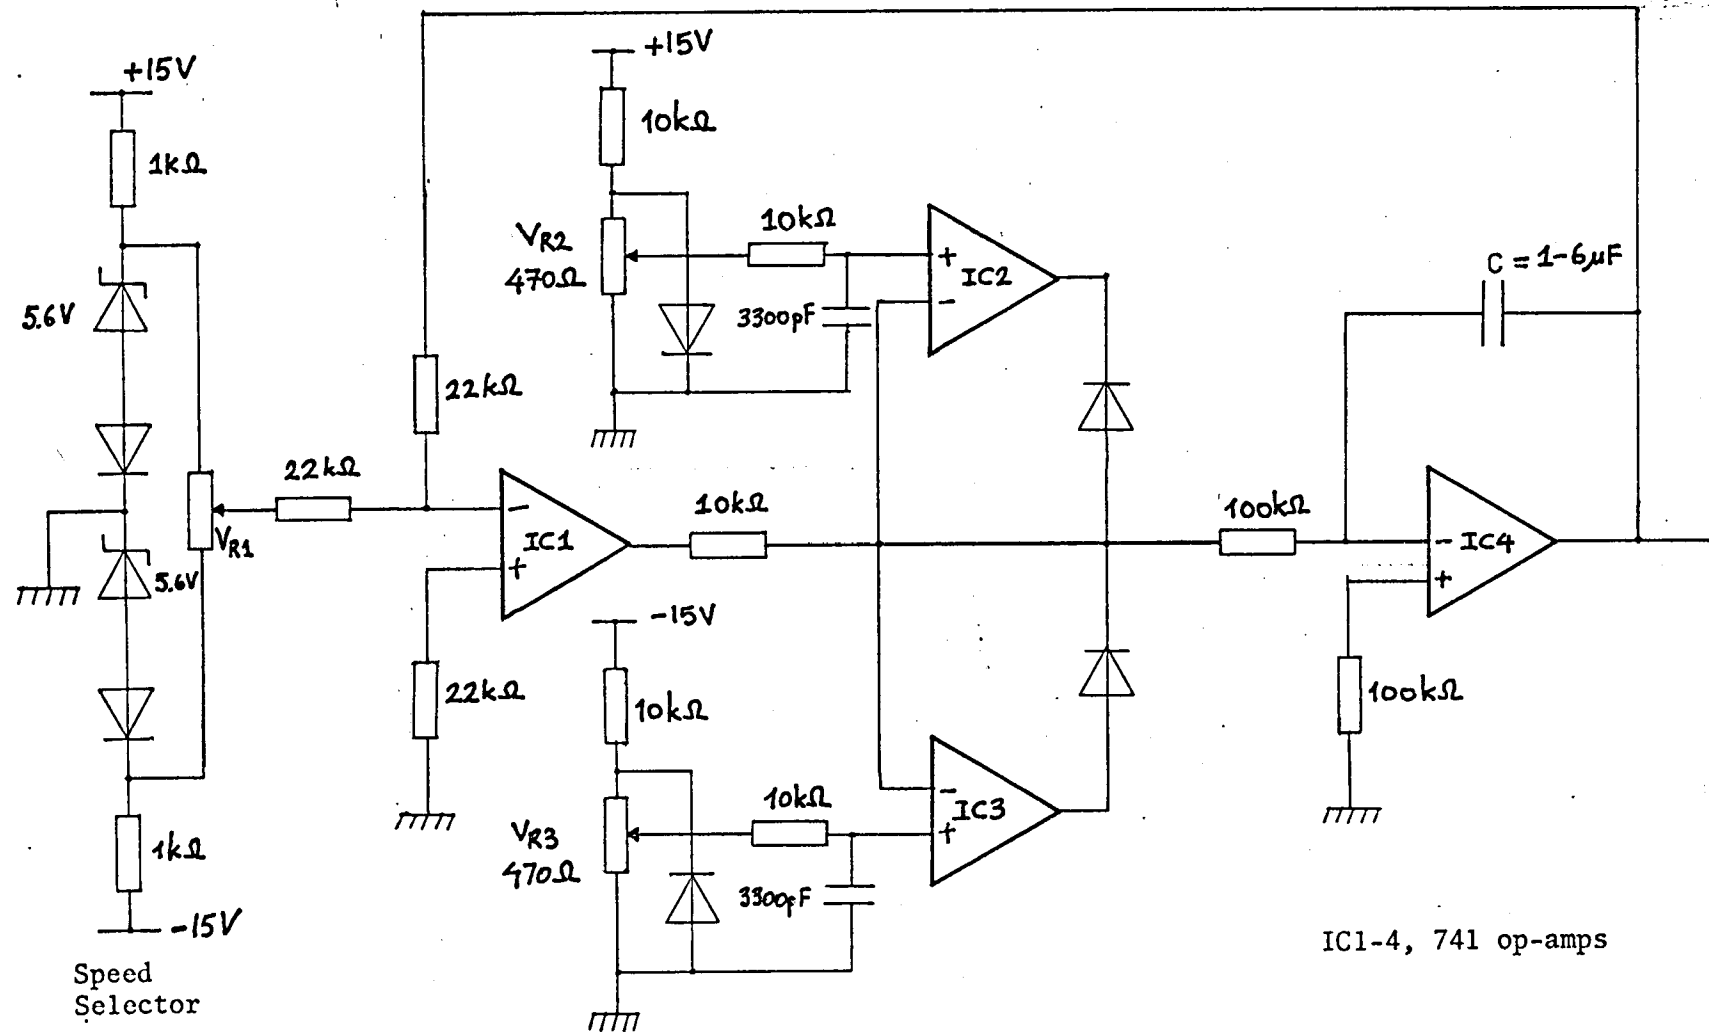 +15V
1kΩ
5.6V
5.6V
VR1
1kΩ
-15V
Speed
Selector
22kΩ
22kΩ
22kΩ
+15V
10kΩ
VR2
470Ω
10kΩ
3300pF
+
-
IC2
-
+
IC1
10kΩ
-15V
10kΩ
VR3
470Ω
10kΩ
3300pF
-
+
IC3
100kΩ
C = 1-6μF
-
+
IC4
100kΩ
IC1-4, 741 op-amps